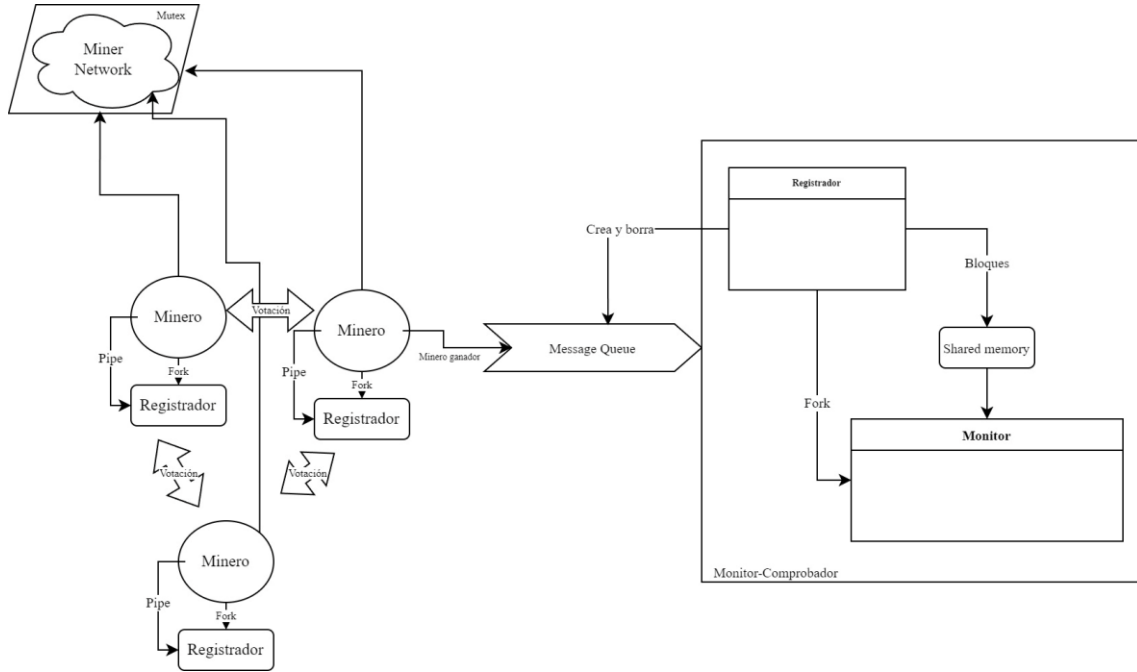 Mutex
Miner
Network
Registrador
Crea y borra
Bloques
Minero
Votación
Minero
Message Queue
Shared memory
Minero ganador
Pipe
Pipe
Fork
Fork
Registrador
Registrador
Fork
Monitor
Votación
Votación
Minero
Monitor-Comprobador
Pipe
Fork
Registrador